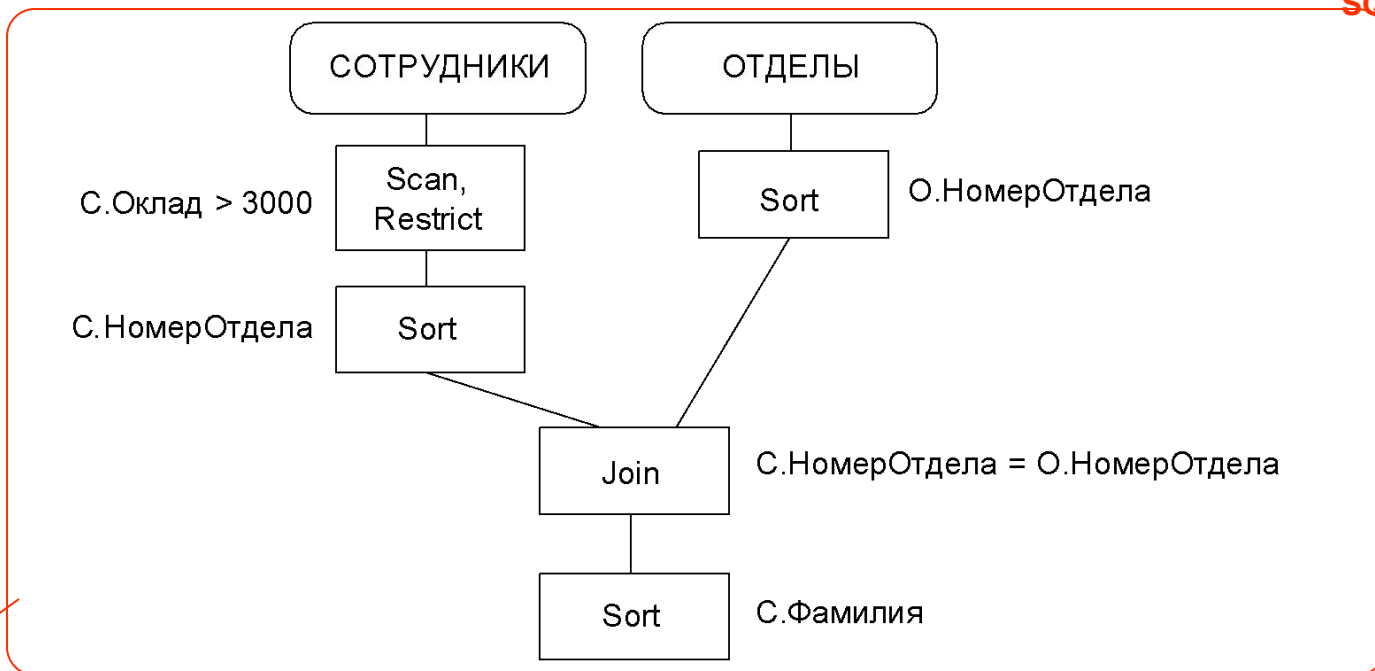 СОТРУДНИКИ
ОТДЕЛЫ
С.Оклад > 3000
Scan,
Restrict
Sort
О.НомерОтдела
С.НомерОтдела
Sort
Join
С.НомерОтдела = О.НомерОтдела
Sort
С.Фамилия